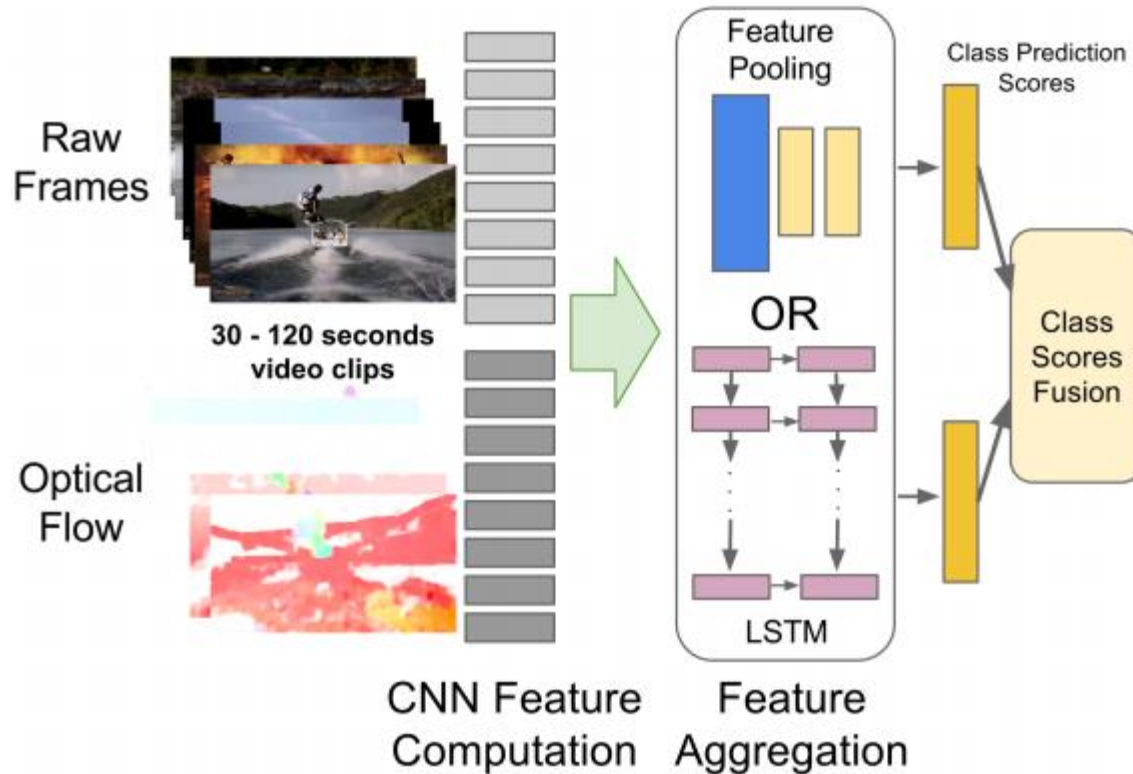 Raw
Frames
30 - 120 seconds
video clips
Optical
Flow
CNN Feature
Computation
Feature
Pooling
OR
LSTM
Feature
Aggregation
Class Prediction
Scores
Class
Scores
Fusion